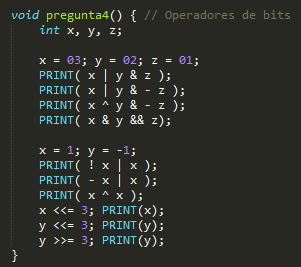 void pregunta4() { // Operadores de bits
int x, y, z;
x = 03; y = 02; z = 01;
PRINT( x | y & z );
PRINT( x | y & - z );
PRINT( x ^ y & - z );
PRINT( x & y && z);
x = 1; y = -1;
PRINT( ! x | x );
PRINT( - x | x );
PRINT( x ^ x );
x <<= 3; PRINT(x);
y <<= 3; PRINT(y);
y >>= 3; PRINT(y);
}